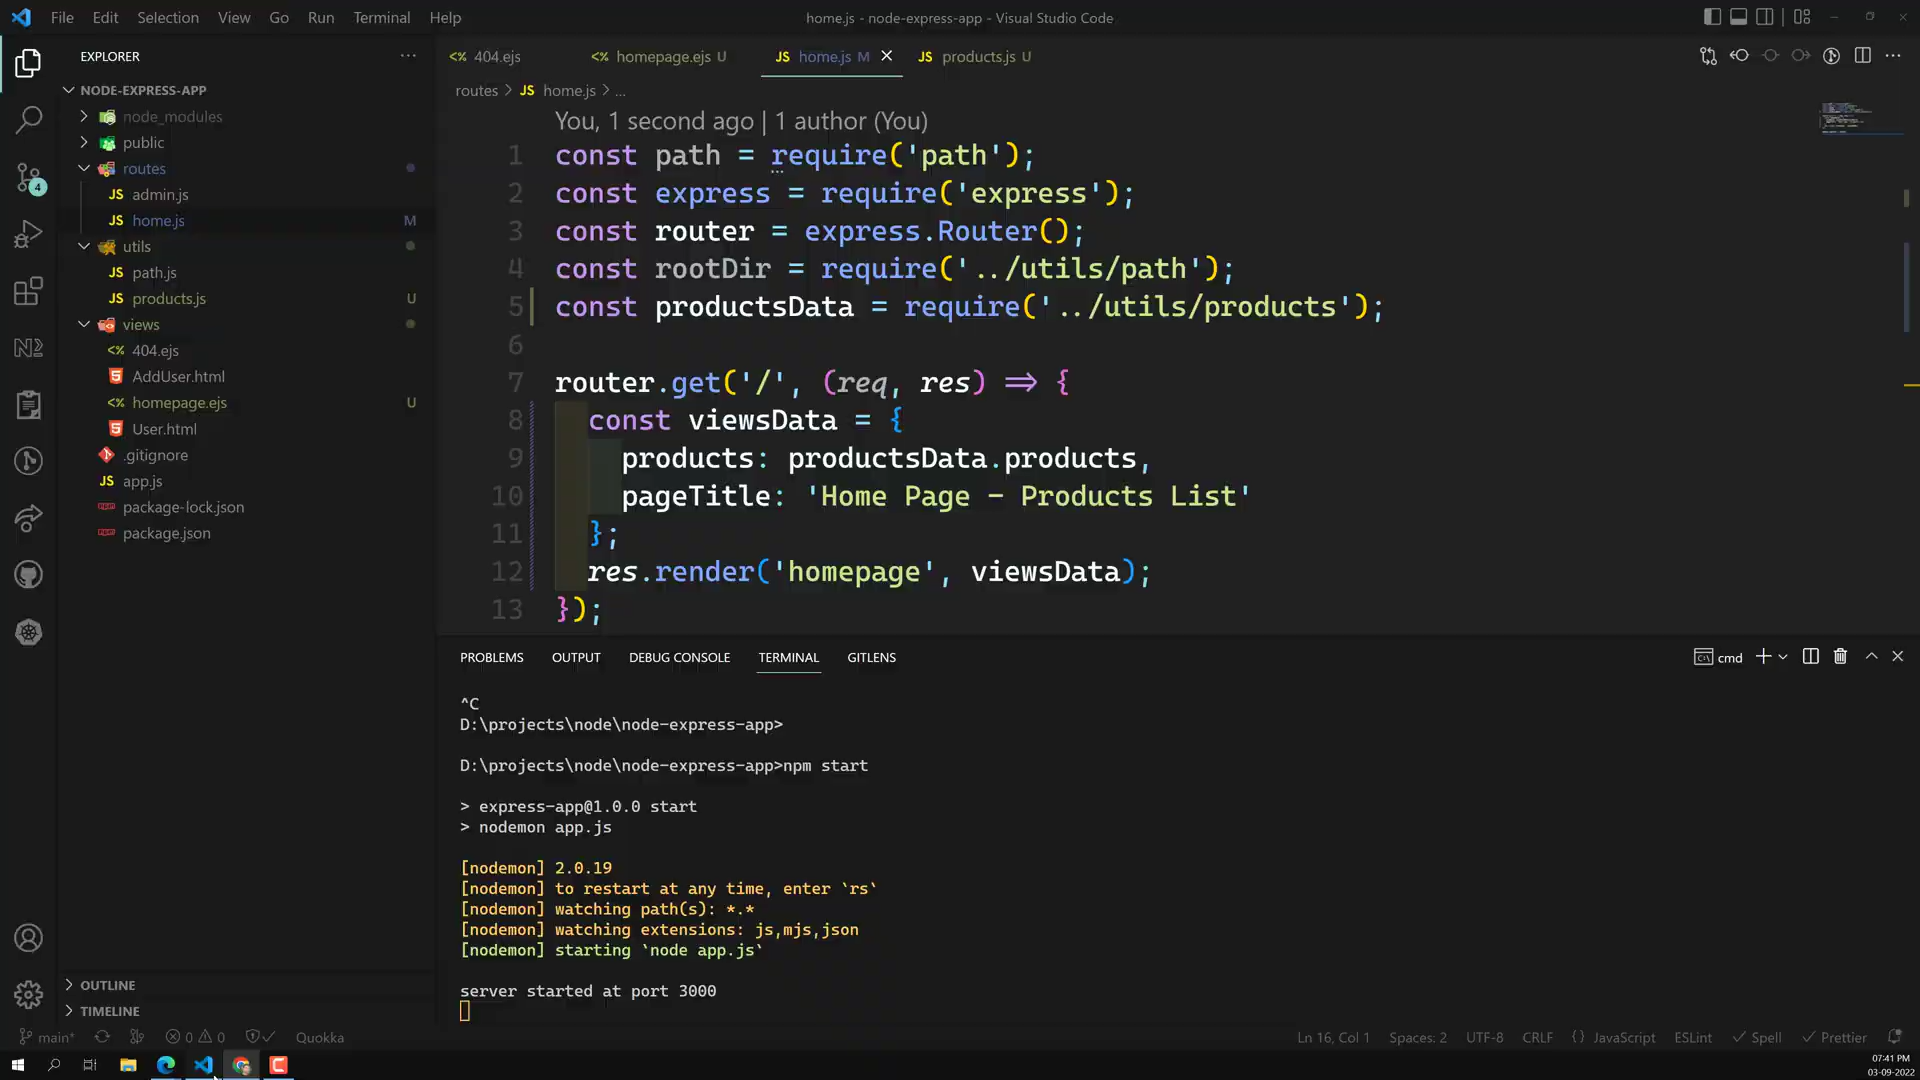 File Edit Selection View Go Run Terminal Help
home.js - node-express-app - Visual Studio Code
EXPLORER
404.ejs
homepage.ejs U
JS home.js M
JS products.js U
NODE-EXPRESS-APP
node_modules
public
routes
JS admin.js
JS home.js M
utils
JS path.js
JS products.js U
views
404.ejs
AddUser.html
homepage.ejs U
User.html
.gitignore
JS app.js
package-lock.json
package.json
OUTLINE
TIMELINE
4
routes > JS home.js > ...
You, 1 second ago | 1 author (You)
1 const path = require('path');
2 const express = require('express');
3 const router = express.Router();
4 const rootDir = require('../utils/path');
5 const productsData = require('../utils/products');
6
7 router.get('/', (req, res) => {
8 const viewsData = {
9 products: productsData.products,
10 pageTitle: 'Home Page - Products List'
11 };
12 res.render('homepage', viewsData);
13 });
PROBLEMS OUTPUT DEBUG CONSOLE TERMINAL GITLENS
cmd
^C
D:\projects\node\node-express-app>
D:\projects\node\node-express-app>npm start
> express-app@1.0.0 start
> nodemon app.js
[nodemon] 2.0.19
[nodemon] to restart at any time, enter `rs`
[nodemon] watching path(s): *.*
[nodemon] watching extensions: js,mjs,json
[nodemon] starting `node app.js`
server started at port 3000
main* 0 0 Quokka
Ln 16, Col 1 Spaces: 2 UTF-8 CRLF {} JavaScript ESLint Spell Prettier
07:41 PM
03-09-2022